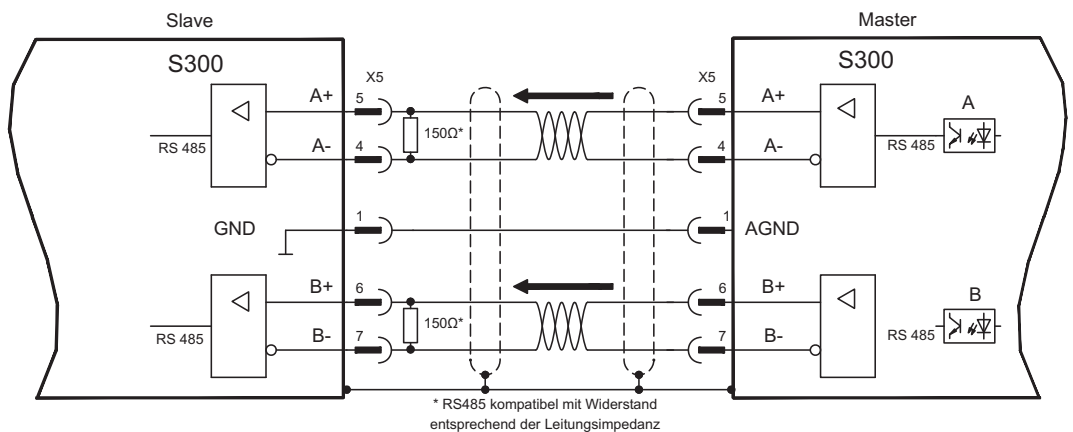 Slave
Master
S300
X5
X5
S300
A+
5
5
A+
A
150Ω*
RS 485
A-
4
4
A-
RS 485
GND
1
1
AGND
B+
6
6
B+
B
150Ω*
RS 485
B-
7
7
B-
RS 485
* RS485 kompatibel mit Widerstand
entsprechend der Leitungsimpedanz